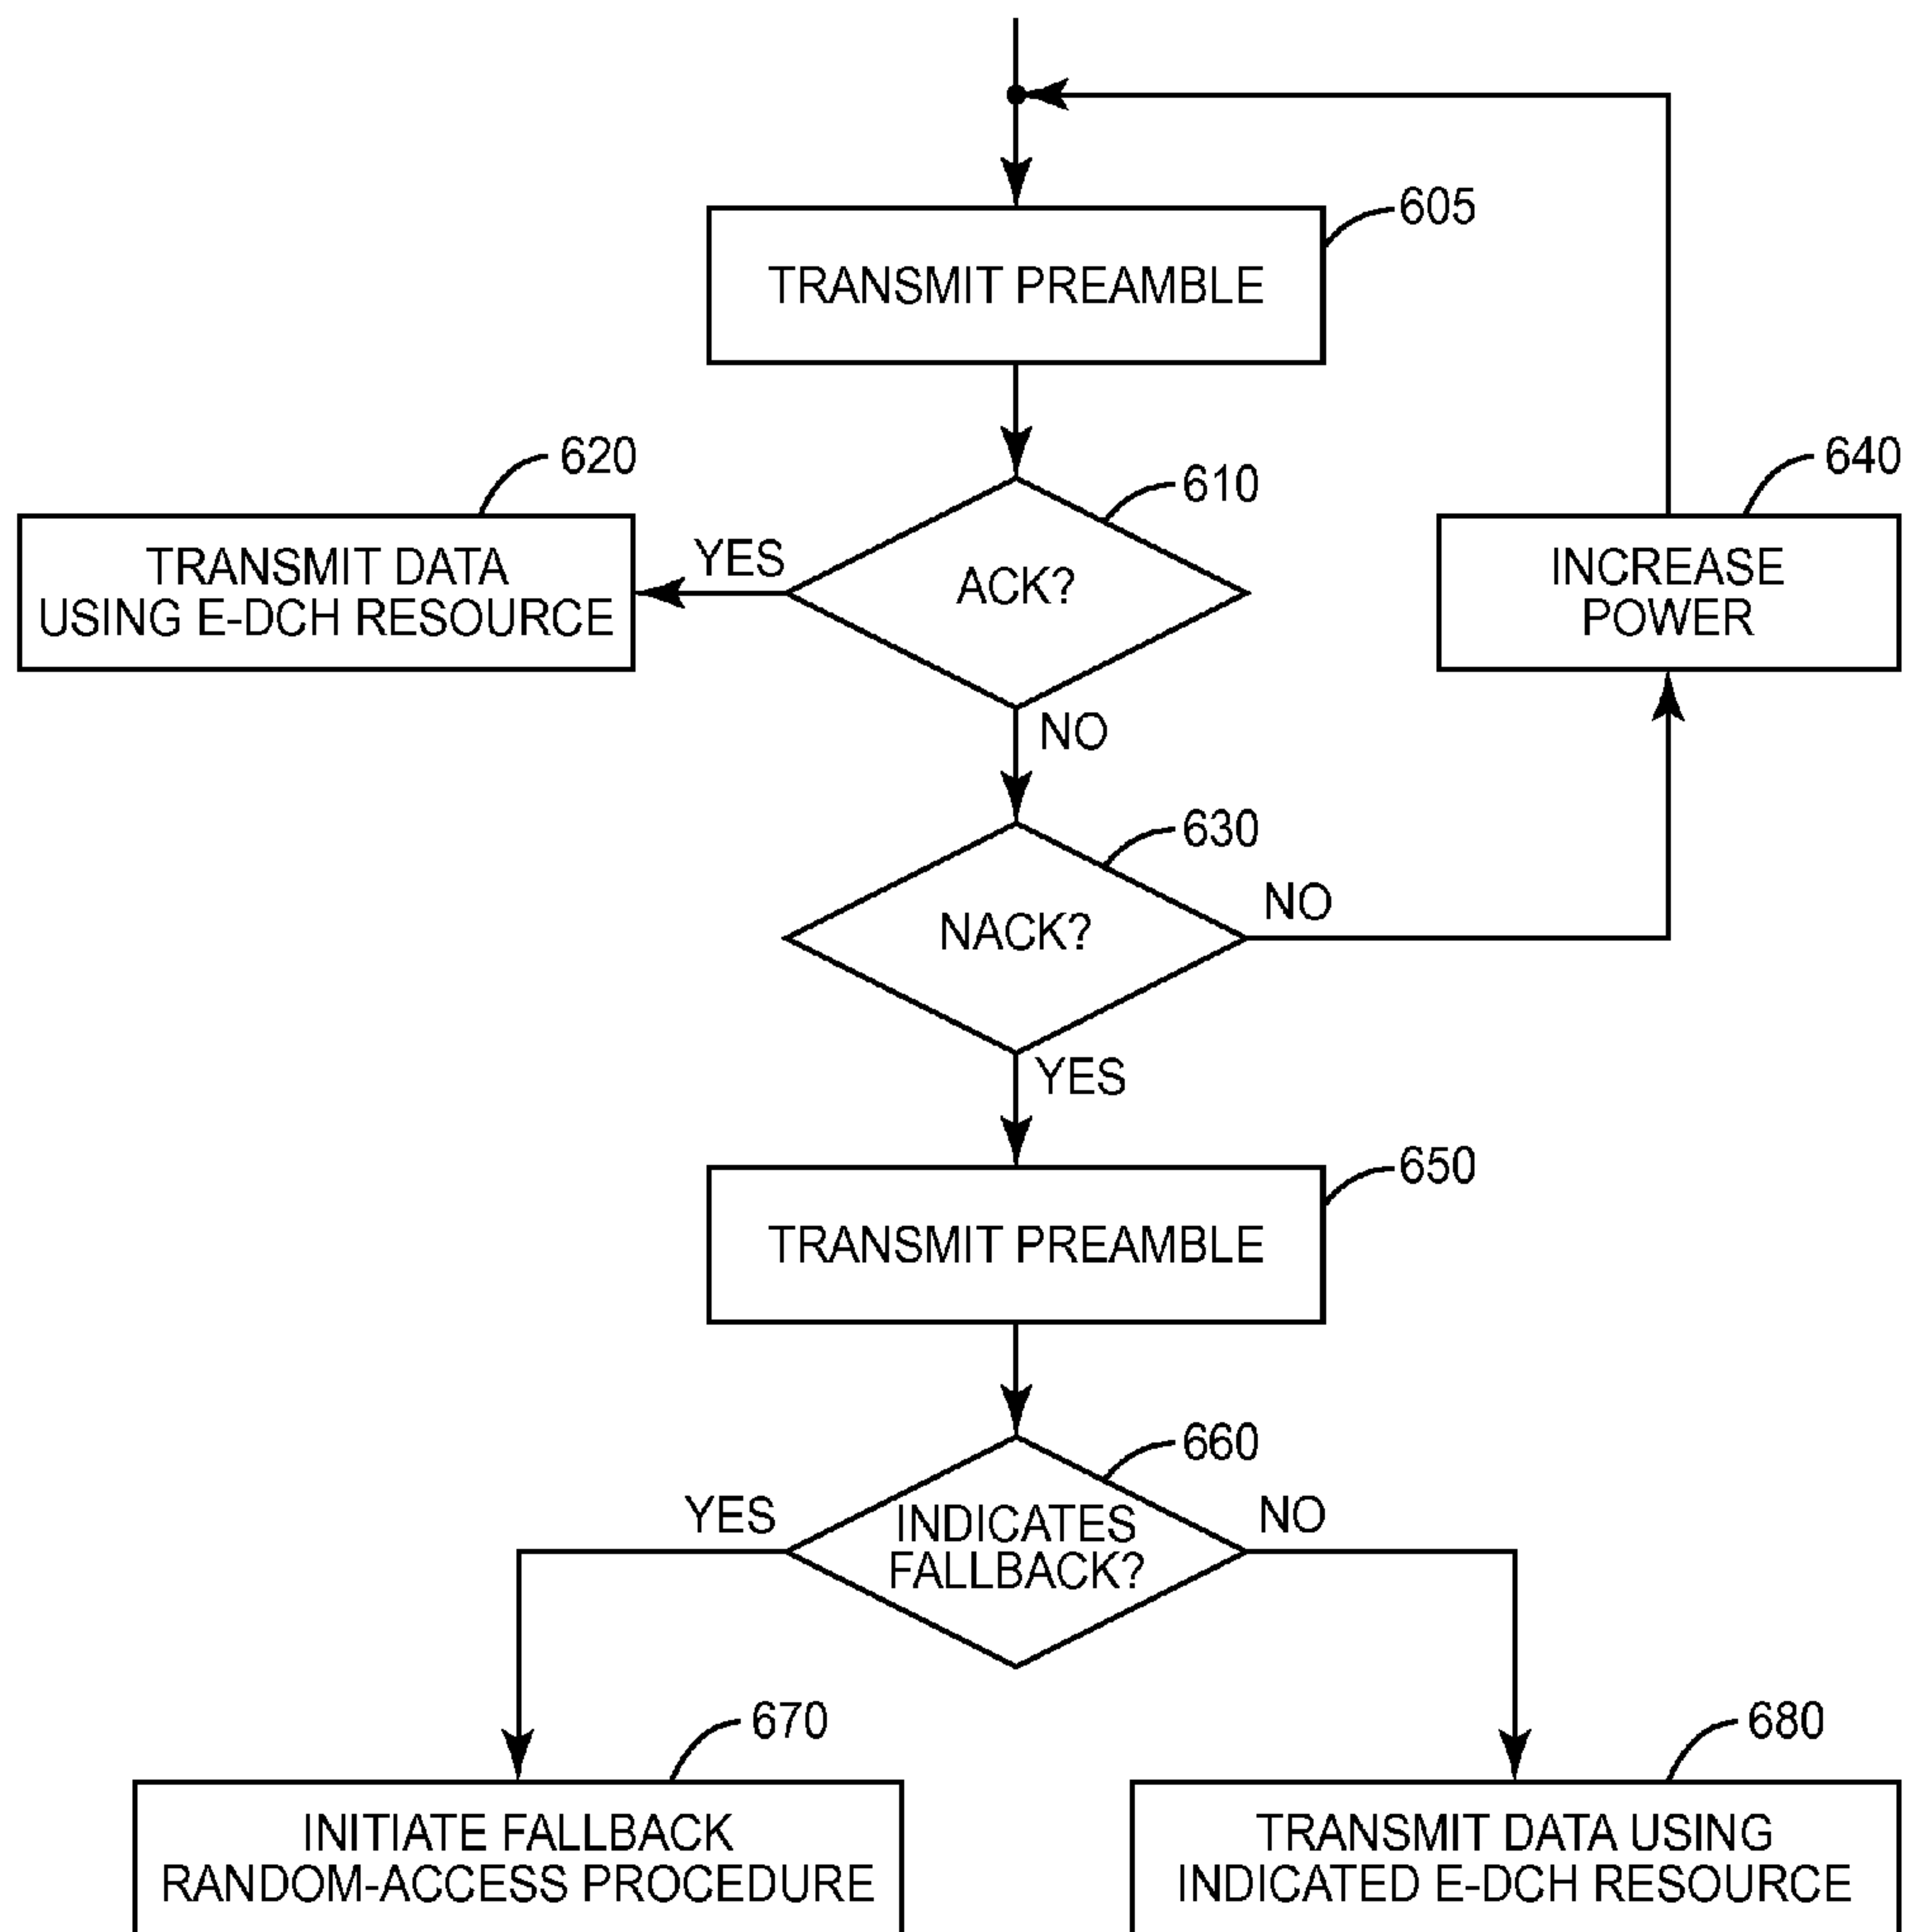 605
TRANSMIT PREAMBLE
620
610
640
TRANSMIT DATA
USING E-DCH RESOURCE
YES
ACK?
INCREASE
POWER
NO
630
NACK?
NO
YES
650
TRANSMIT PREAMBLE
660
YES
INDICATES
FALLBACK?
NO
670
680
INITIATE FALLBACK
RANDOM-ACCESS PROCEDURE
TRANSMIT DATA USING
INDICATED E-DCH RESOURCE